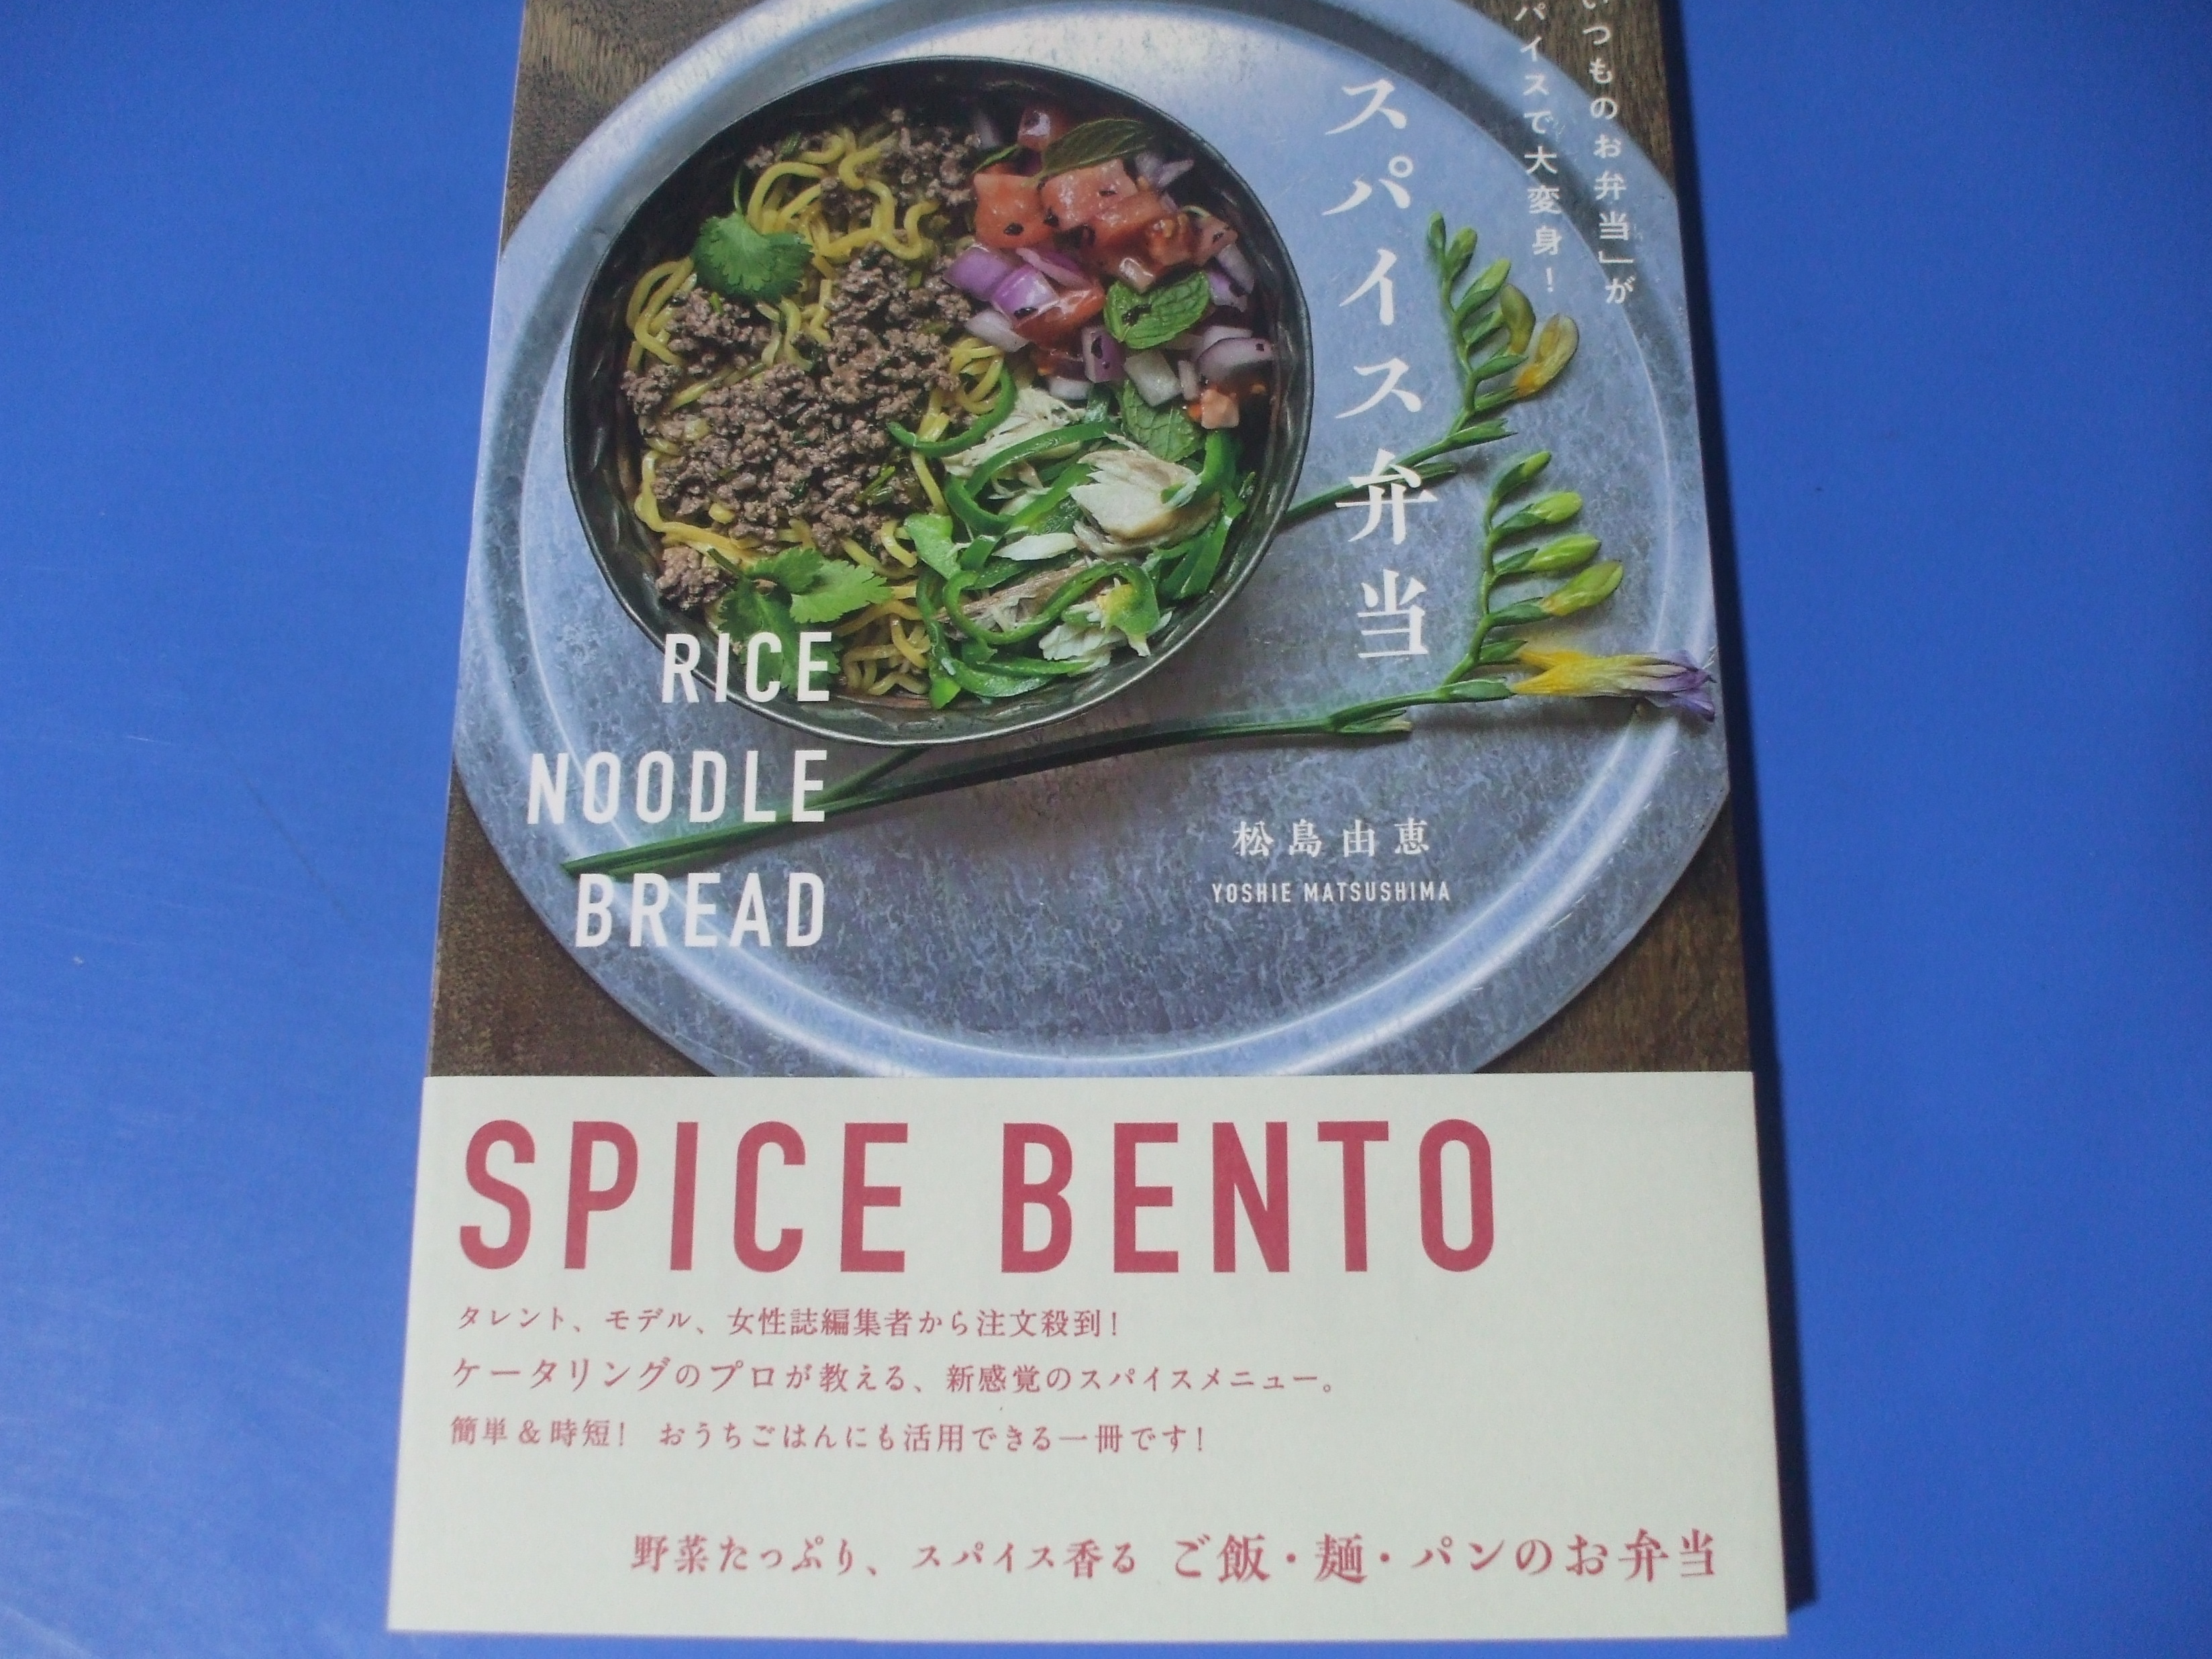 いつものお弁当」が
パイスで大変身!
スパイス弁当
RICE
NOODLE
BREAD
松島由恵
YOSHIE MATSUSHIMA
SPICE BENTO
タレント、モデル、女性誌編集者から注文殺到!
ケータリングのプロが教える、新感覚のスパイスメニュー。
簡単&時短! おうちごはんにも活用できる一冊です!
野菜たっぷり、スパイス香る ご飯・麺・パンのお弁当